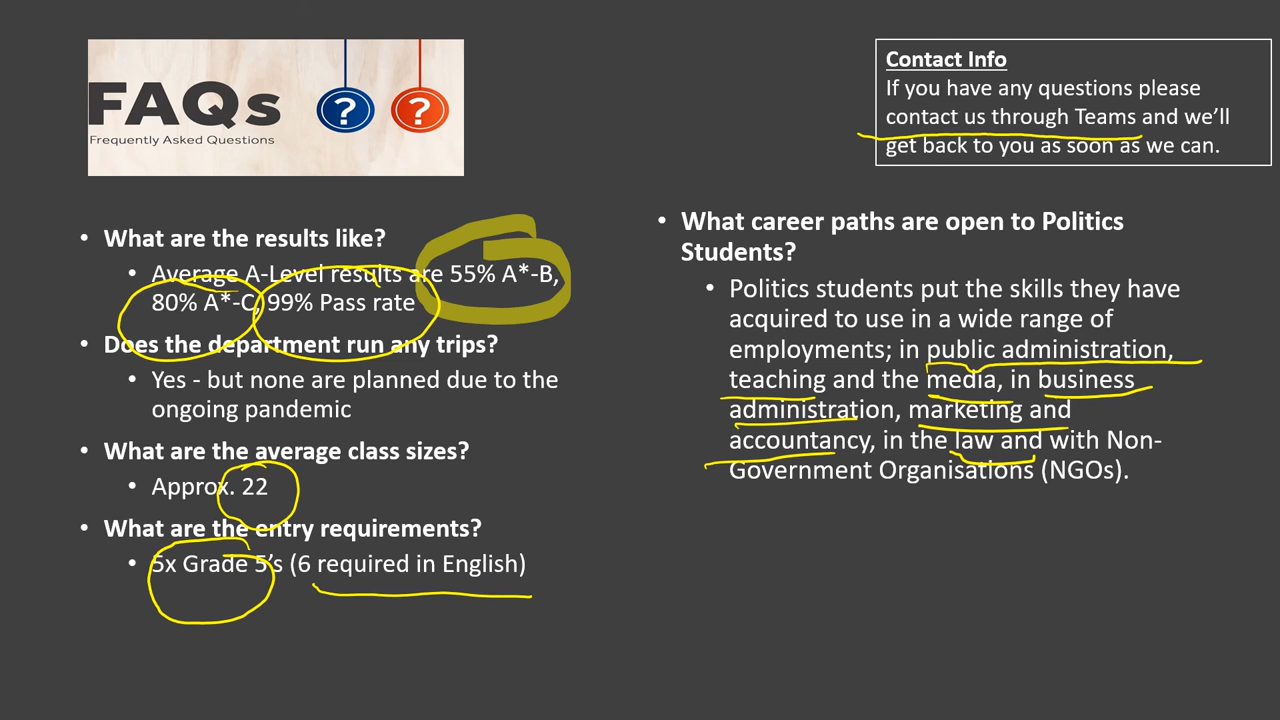 FAQs
Frequently Asked Questions
? ?
Contact Info
If you have any questions please
contact us through Teams and we’ll
get back to you as soon as we can.
• What are the results like?
• Average A-Level results are 55% A*-B,
80% A*-C, 99% Pass rate
• Does the department run any trips?
• Yes - but none are planned due to the
ongoing pandemic
• What are the average class sizes?
• Approx. 22
• What are the entry requirements?
• 5x Grade 5’s (6 required in English)
• What career paths are open to Politics
Students?
• Politics students put the skills they have
acquired to use in a wide range of
employments; in public administration,
teaching and the media, in business
administration, marketing and
accountancy, in the law and with Non-
Government Organisations (NGOs).